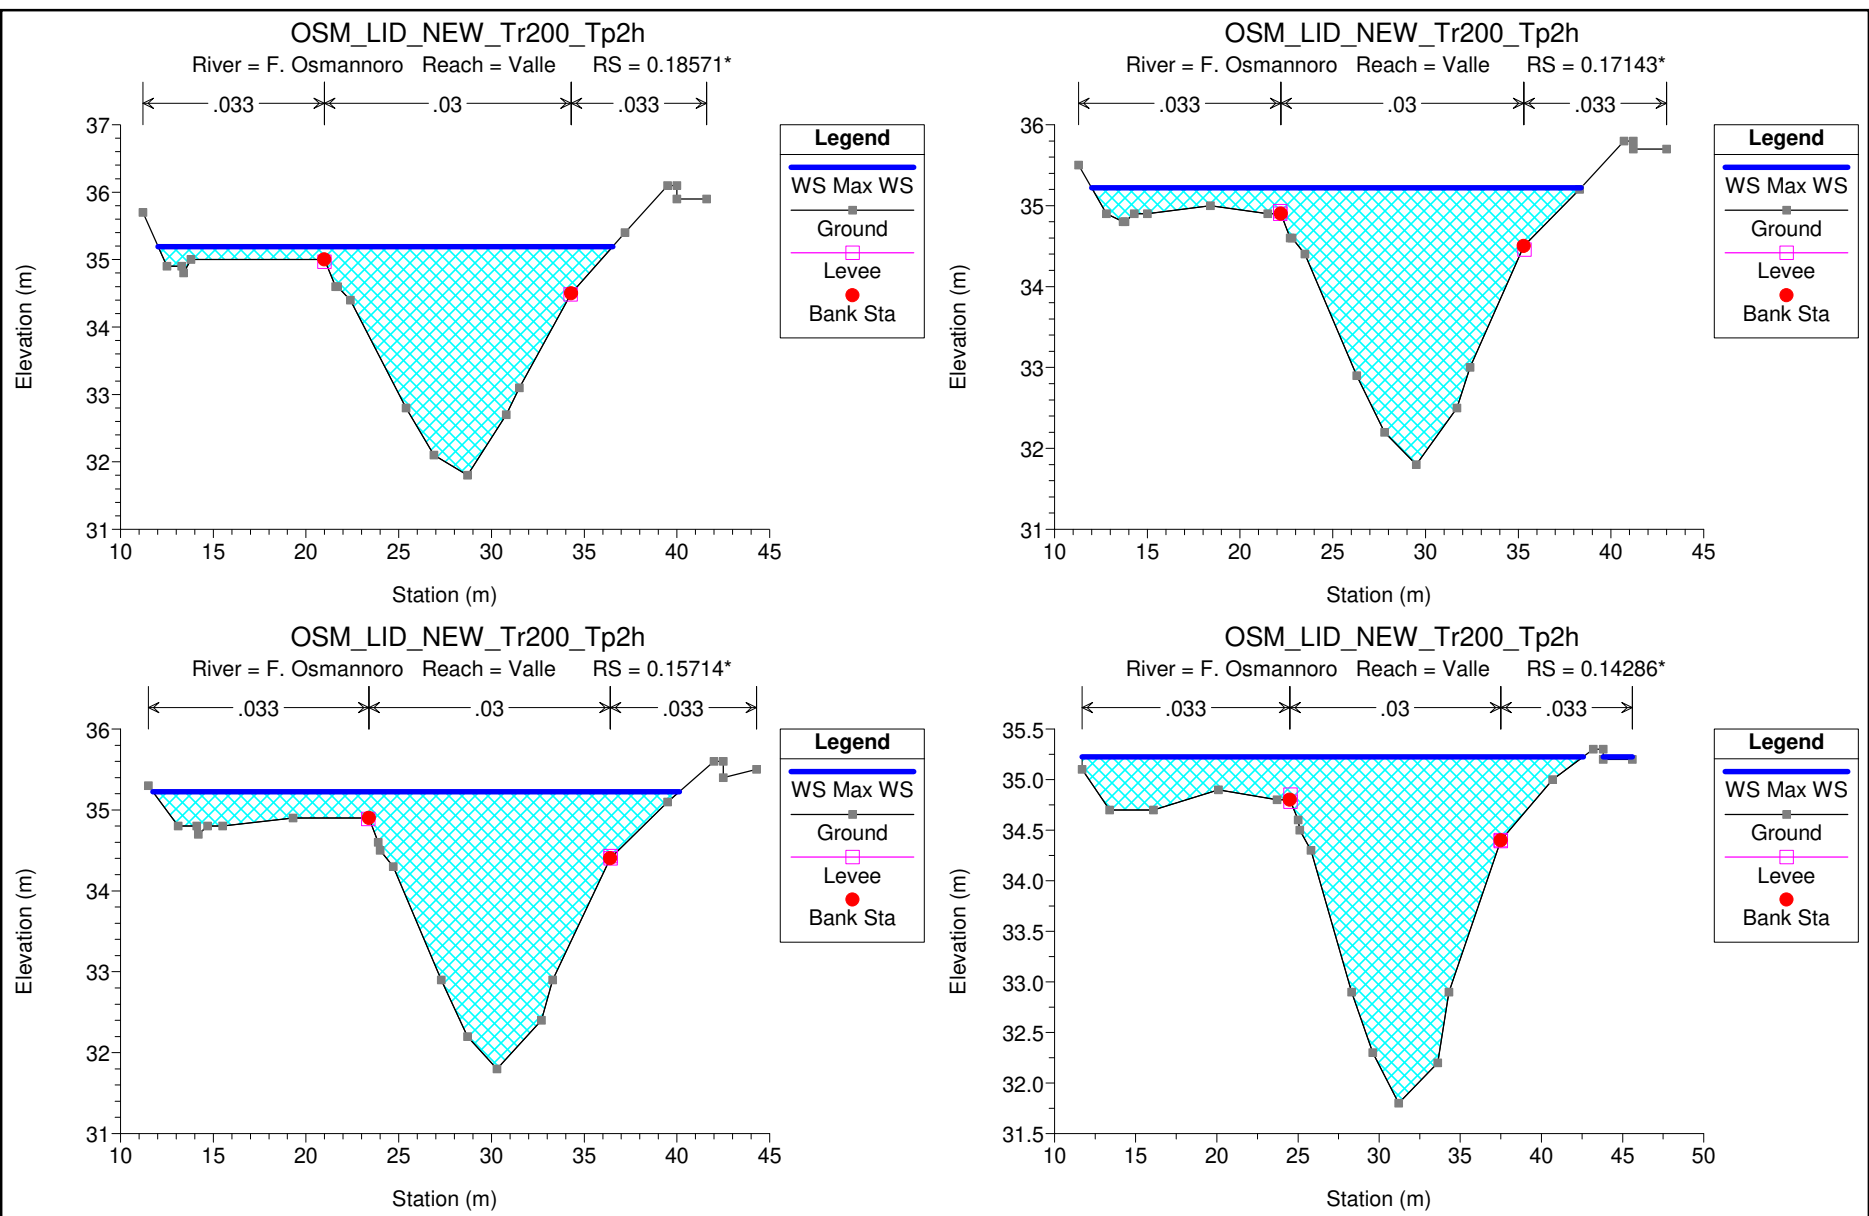 OSM_LID_NEW_Tr200_Tp2h
River = F. Osmannoro Reach = Valle RS = 0.18571*
.033 .03 .033
37
36
35
34
33
32
31
10 15 20 25 30 35 40 45
Elevation (m)
Station (m)
Legend
WS Max WS
Ground
Levee
Bank Sta
OSM_LID_NEW_Tr200_Tp2h
River = F. Osmannoro Reach = Valle RS = 0.17143*
.033 .03 .033
36
35
34
33
32
31
10 15 20 25 30 35 40 45
Elevation (m)
Station (m)
Legend
WS Max WS
Ground
Levee
Bank Sta
OSM_LID_NEW_Tr200_Tp2h
River = F. Osmannoro Reach = Valle RS = 0.15714*
.033 .03 .033
36
35
34
33
32
31
10 15 20 25 30 35 40 45
Elevation (m)
Station (m)
Legend
WS Max WS
Ground
Levee
Bank Sta
OSM_LID_NEW_Tr200_Tp2h
River = F. Osmannoro Reach = Valle RS = 0.14286*
.033 .03 .033
35.5
35.0
34.5
34.0
33.5
33.0
32.5
32.0
31.5
10 15 20 25 30 35 40 45 50
Elevation (m)
Station (m)
Legend
WS Max WS
Ground
Levee
Bank Sta